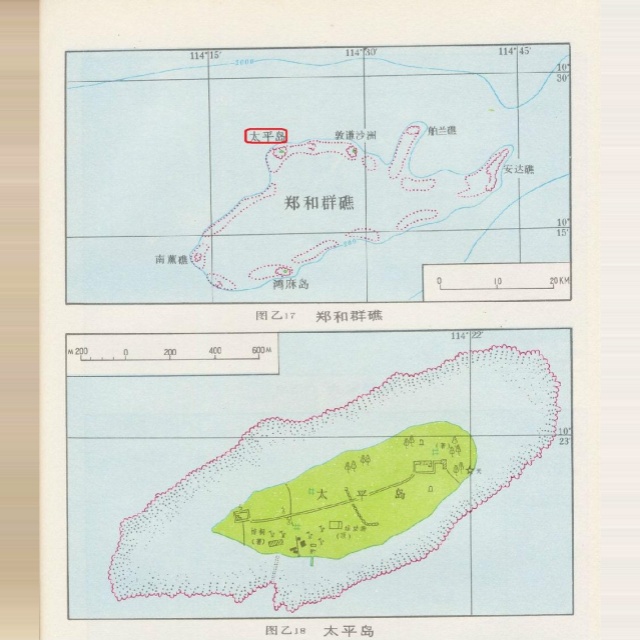 114°15′
114°30′
114°45′
2000
10°
30′
太平岛
敦谦沙洲
舶兰礁
安达礁
郑和群礁
10°
15′
南薰礁
鸿庥岛
0 10 20KM
图乙17 郑和群礁
114°22′
M200 0 200 400 600M
10°
23′
太平岛
图乙18 太平岛